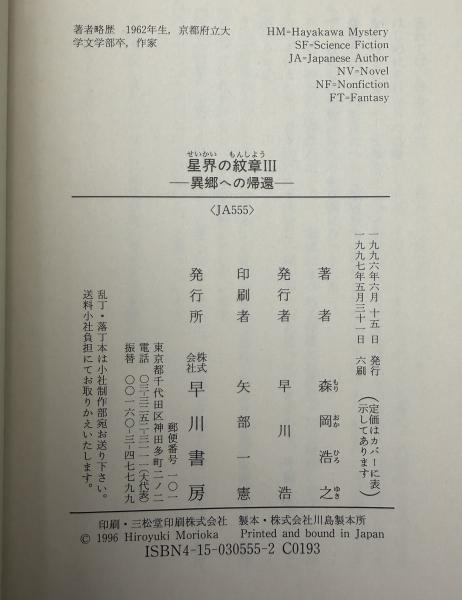 著者略歴 1962年生,京都府立大
学文学部卒,作家
HM=Hayakawa Mystery
SF=Science Fiction
JA=Japanese Author
NV=Novel
NF=Nonfiction
FT=Fantasy
せいかい もんしょう
星界の紋章III
―異郷への帰還―
〈JA555〉
一九九六年六月十五日 発行
一九九七年五月三十一日 六刷
(定価はカバーに表
示してあります)
著者 森岡浩之
もり おか ひろ ゆき
発行者 早川浩
印刷者 矢部一憲
発行所 株式会社 早川書房
郵便番号 一〇一
東京都千代田区神田多町二ノ二
電話 〇三-三二五二-三一一一(大代表)
振替 〇〇一六〇-三-四七七九九
乱丁・落丁本は小社制作部宛お送り下さい。
送料小社負担にてお取りかえいたします。
印刷・三松堂印刷株式会社 製本・株式会社川島製本所
© 1996 Hiroyuki Morioka Printed and bound in Japan
ISBN4-15-030555-2 C0193